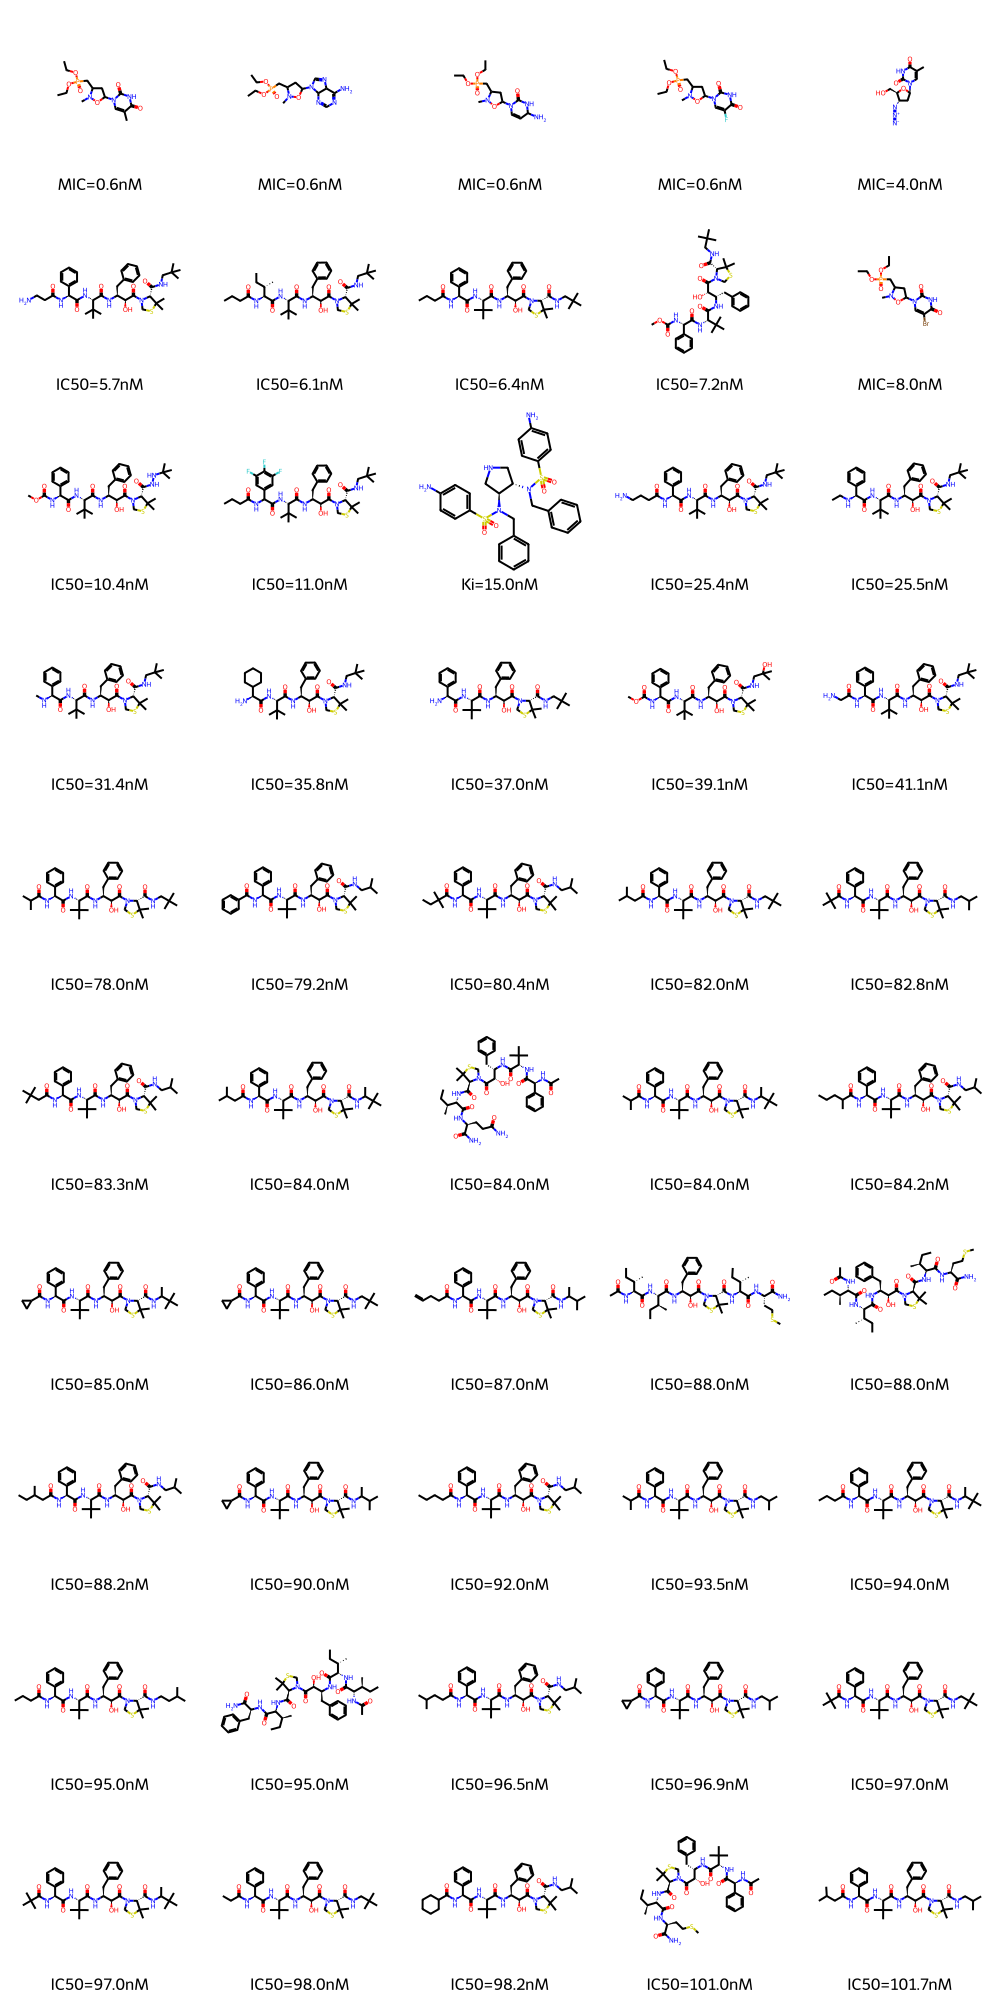 MIC=0.6nM MIC=0.6nM MIC=0.6nM MIC=0.6nM MIC=4.0nM
IC50=5.7nM IC50=6.1nM IC50=6.4nM IC50=7.2nM MIC=8.0nM
IC50=10.4nM IC50=11.0nM Ki=15.0nM IC50=25.4nM IC50=25.5nM
IC50=31.4nM IC50=35.8nM IC50=37.0nM IC50=39.1nM IC50=41.1nM
IC50=78.0nM IC50=79.2nM IC50=80.4nM IC50=82.0nM IC50=82.8nM
IC50=83.3nM IC50=84.0nM IC50=84.0nM IC50=84.0nM IC50=84.2nM
IC50=85.0nM IC50=86.0nM IC50=87.0nM IC50=88.0nM IC50=88.0nM
IC50=88.2nM IC50=90.0nM IC50=92.0nM IC50=93.5nM IC50=94.0nM
IC50=95.0nM IC50=95.0nM IC50=96.5nM IC50=96.9nM IC50=97.0nM
IC50=97.0nM IC50=98.0nM IC50=98.2nM IC50=101.0nM IC50=101.7nM